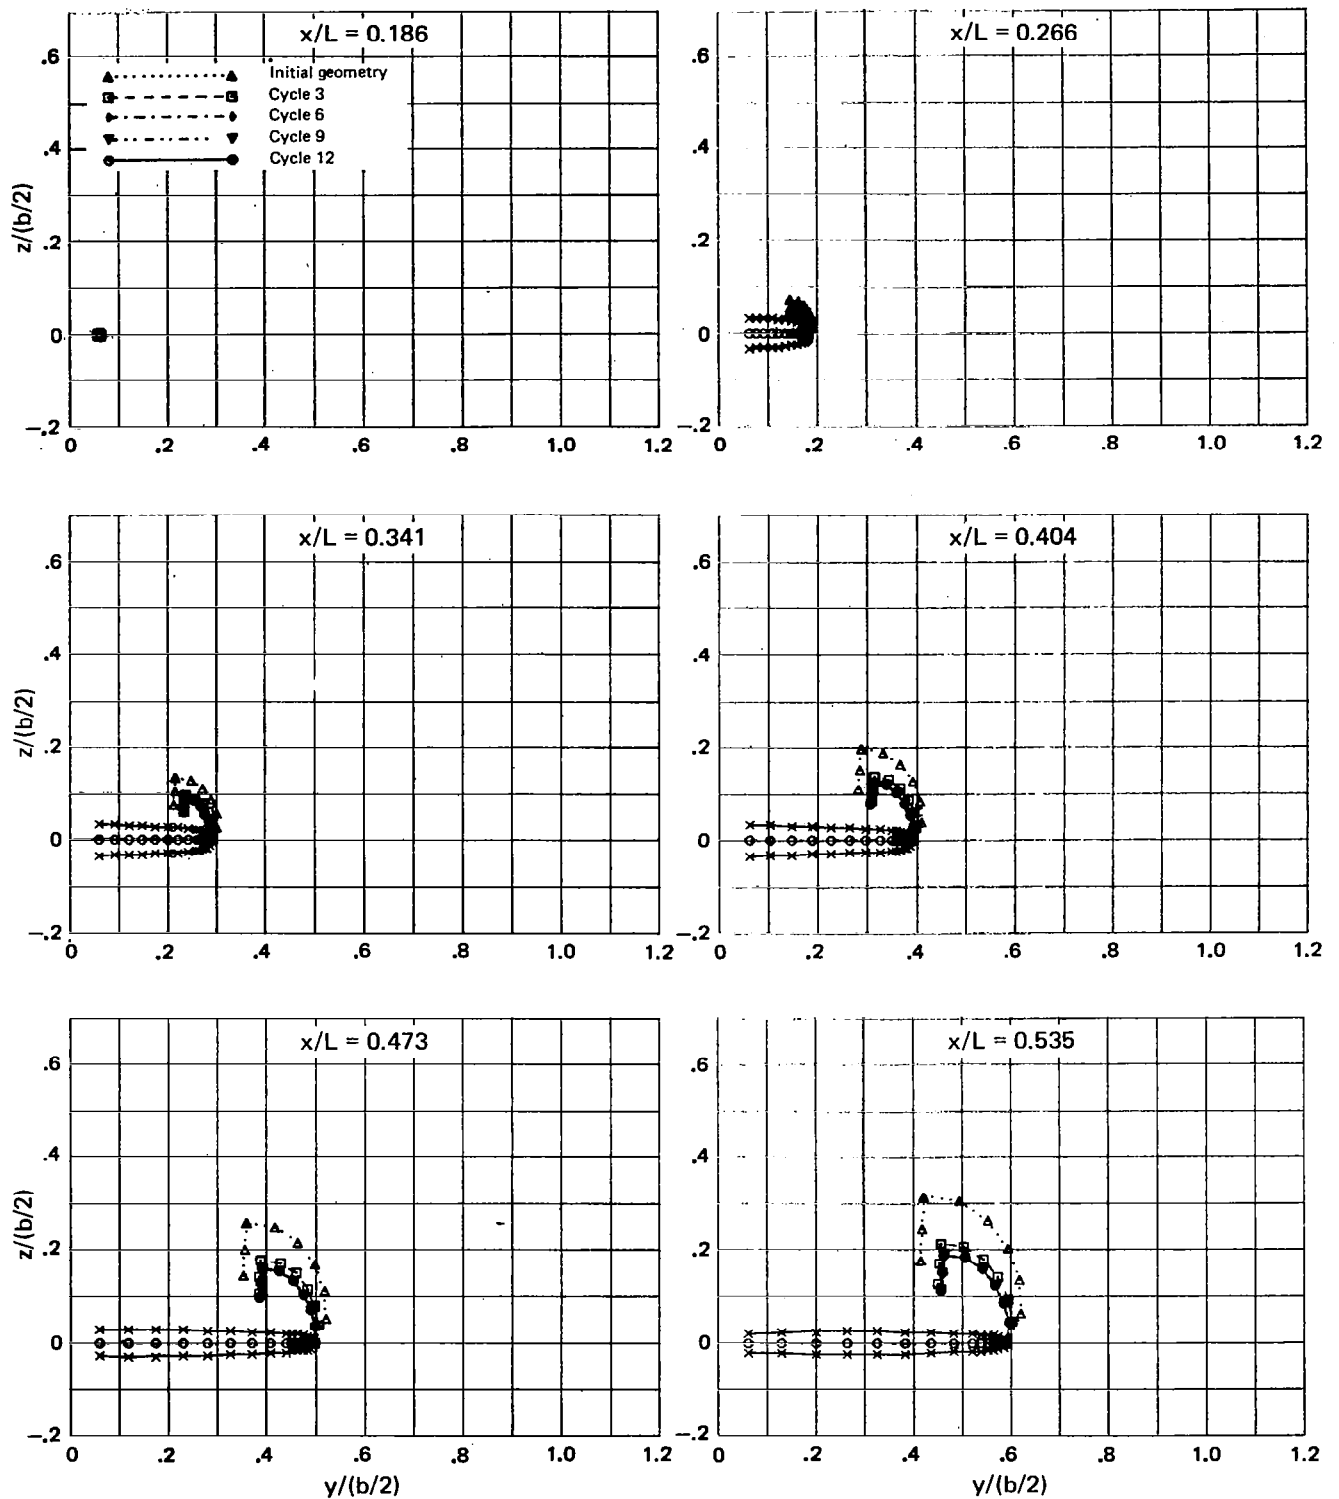 x/L = 0.186
x/L = 0.266
Initial geometry
Cycle 3
Cycle 6
Cycle 9
Cycle 12
z/(b/2)
.6
.4
.2
0
-.2
0 .2 .4 .6 .8 1.0 1.2
.6
.4
.2
0
-.2
0 .2 .4 .6 .8 1.0 1.2
x/L = 0.341
x/L = 0.404
z/(b/2)
.6
.4
.2
0
-.2
0 .2 .4 .6 .8 1.0 1.2
.6
.4
.2
0
-.2
0 .2 .4 .6 .8 1.0 1.2
x/L = 0.473
x/L = 0.535
z/(b/2)
.6
.4
.2
0
-.2
0 .2 .4 .6 .8 1.0 1.2
y/(b/2)
.6
.4
.2
0
-.2
0 .2 .4 .6 .8 1.0 1.2
y/(b/2)